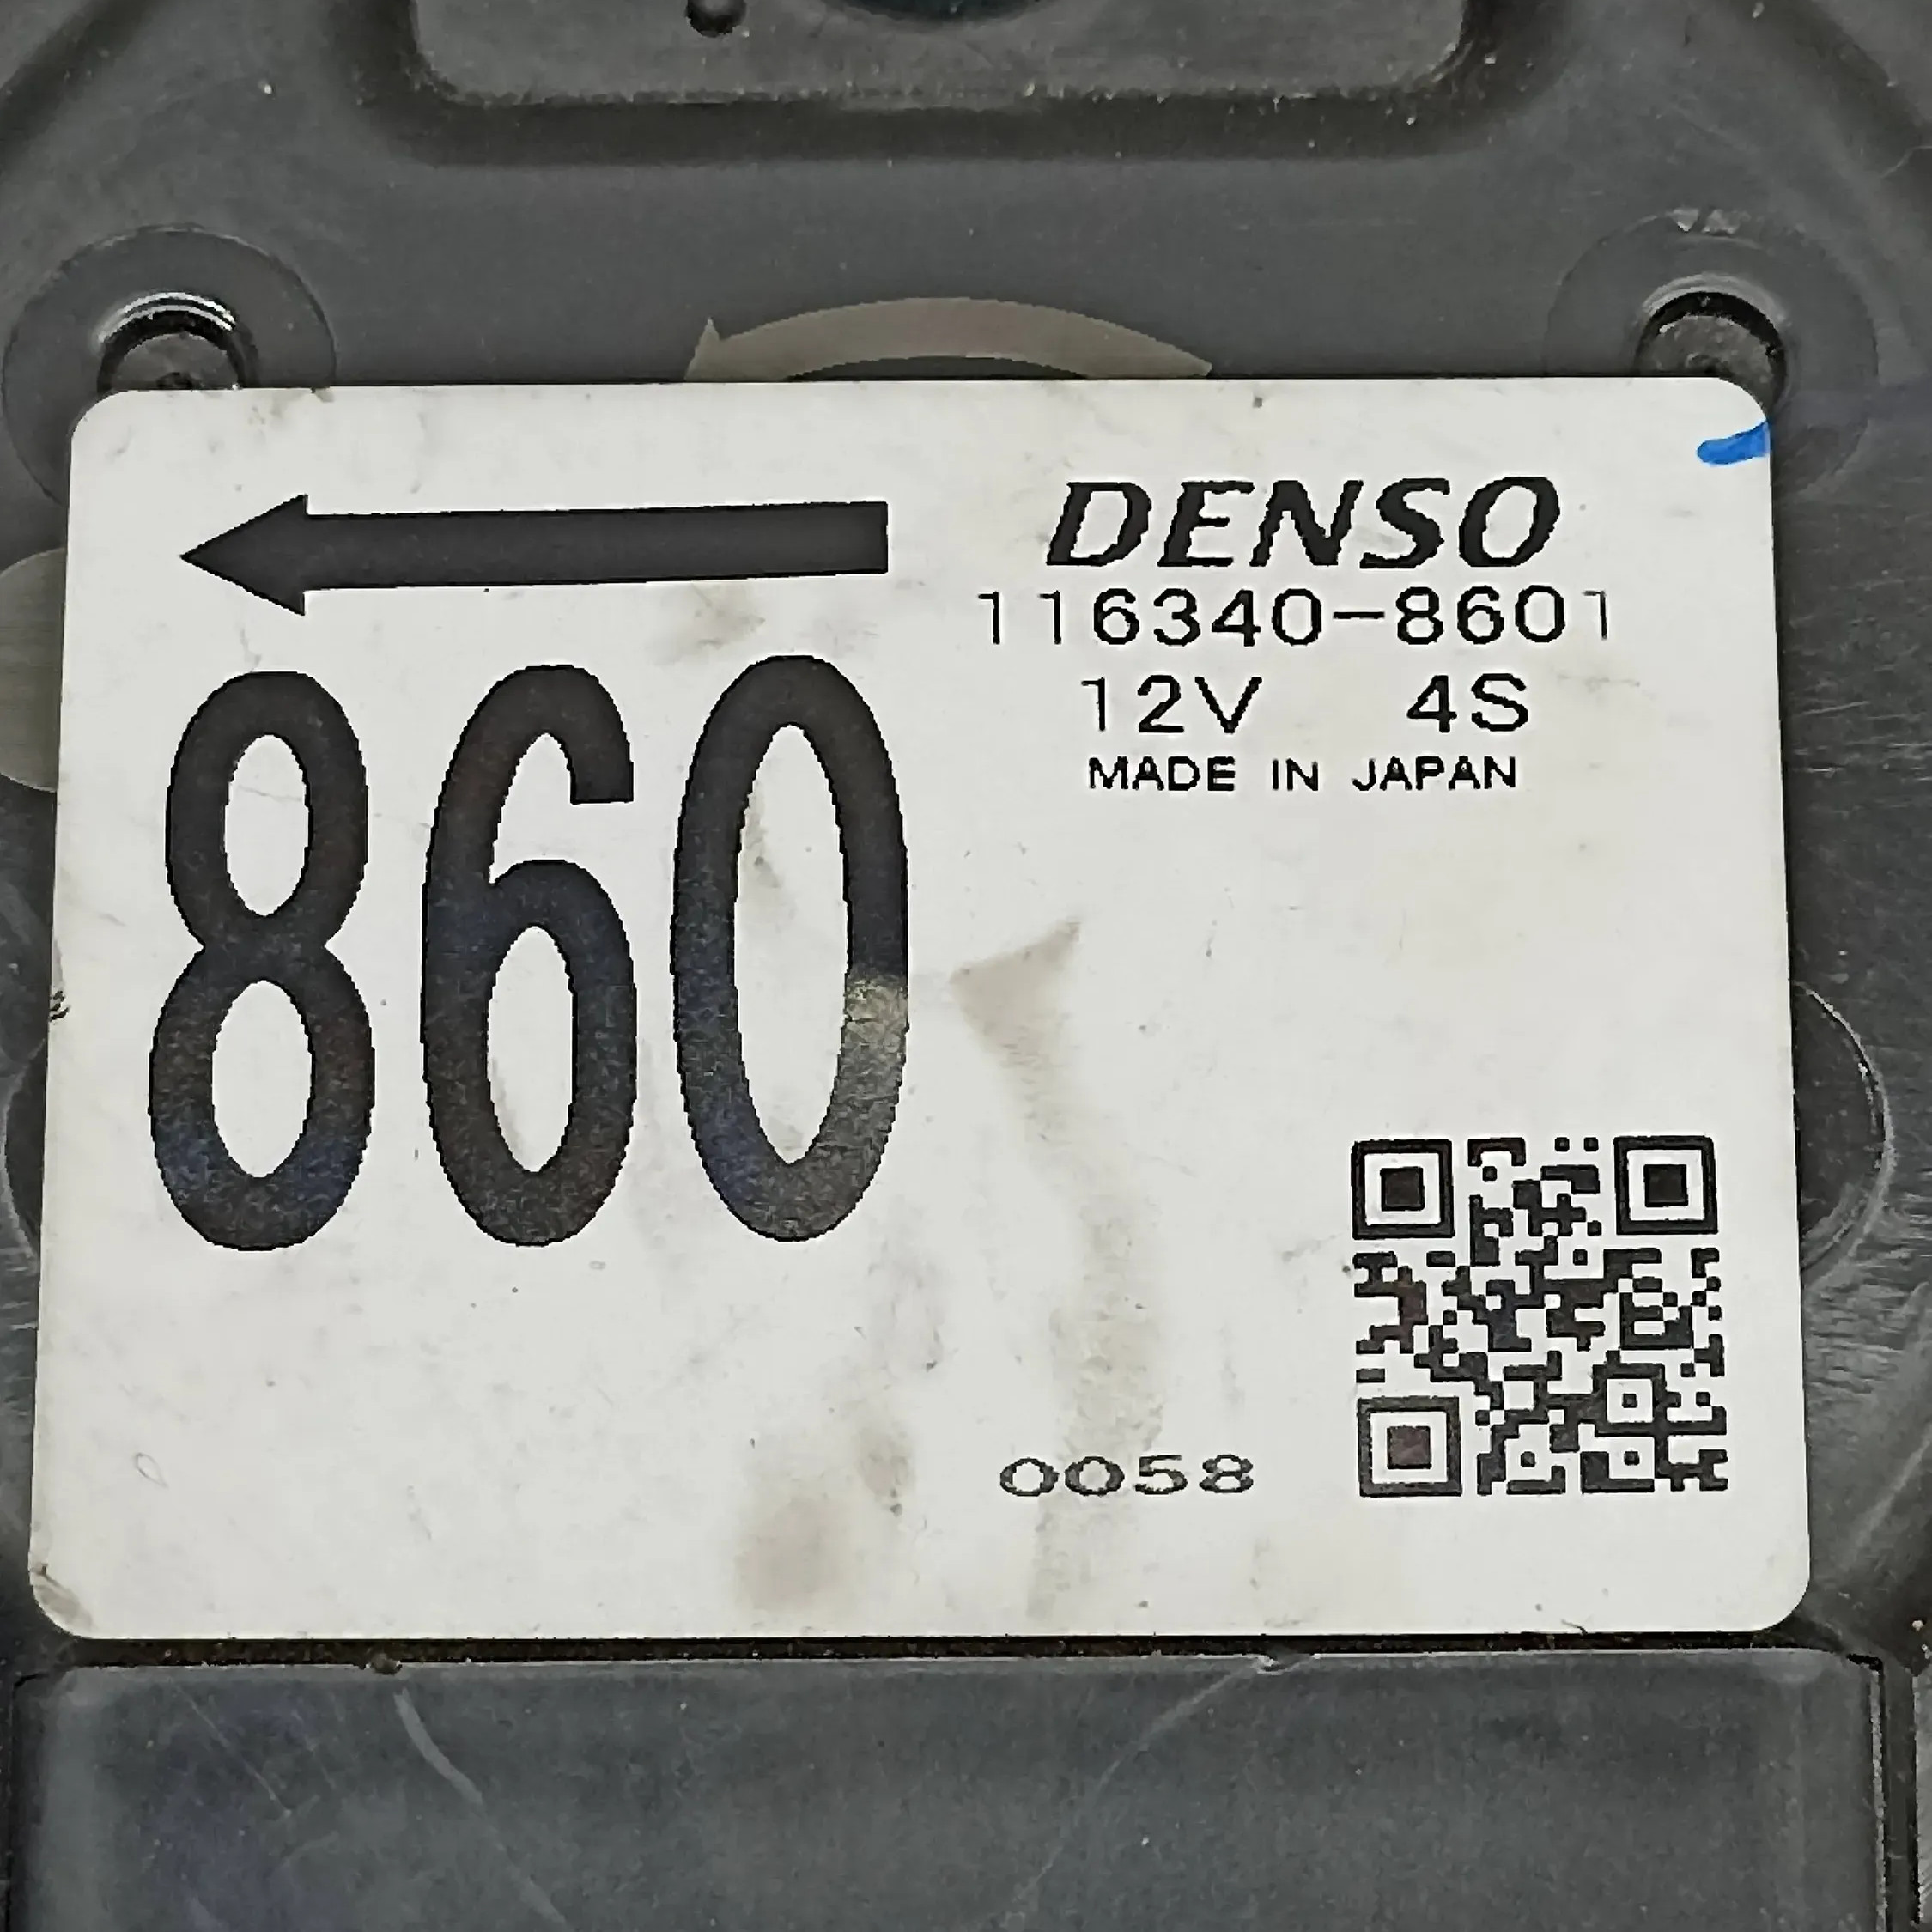 DENSO
116340-8601
12V 4S
MADE IN JAPAN
860
0058